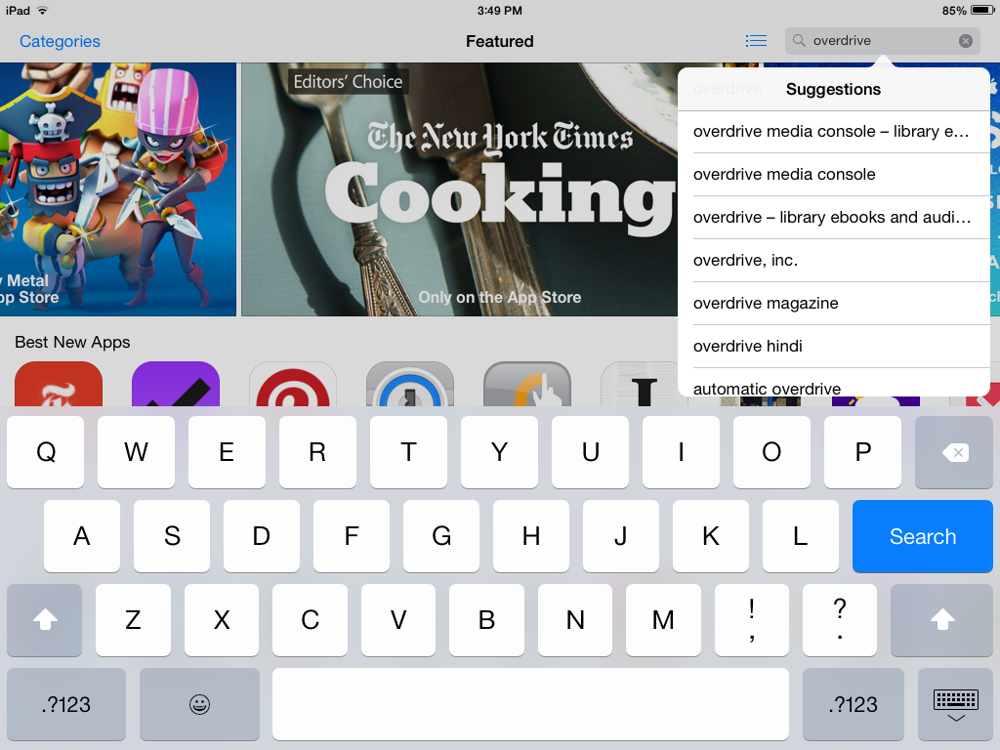 iPad
3:49 PM
85%
Categories
Featured
overdrive
Editors' Choice
The New York Times
Cooking
Only on the App Store
Metal
pp Store
overdrive
Suggestions
overdrive media console – library e…
overdrive media console
overdrive – library ebooks and audi…
overdrive, inc.
overdrive magazine
overdrive hindi
automatic overdrive
Best New Apps
Q W E R T Y U I O P
A S D F G H J K L Search
Z X C V B N M ! , ? .
.?123 .?123